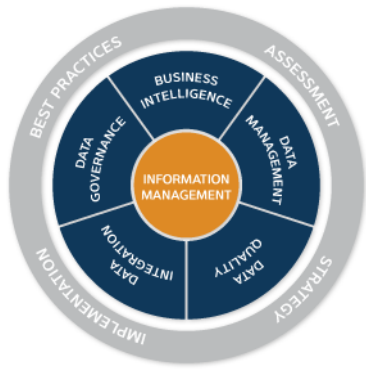 BEST PRACTICES
ASSESSMENT
STRATEGY
IMPLEMENTATION
BUSINESS
INTELLIGENCE
DATA
MANAGEMENT
DATA
QUALITY
DATA
INTEGRATION
DATA
GOVERNANCE
INFORMATION
MANAGEMENT